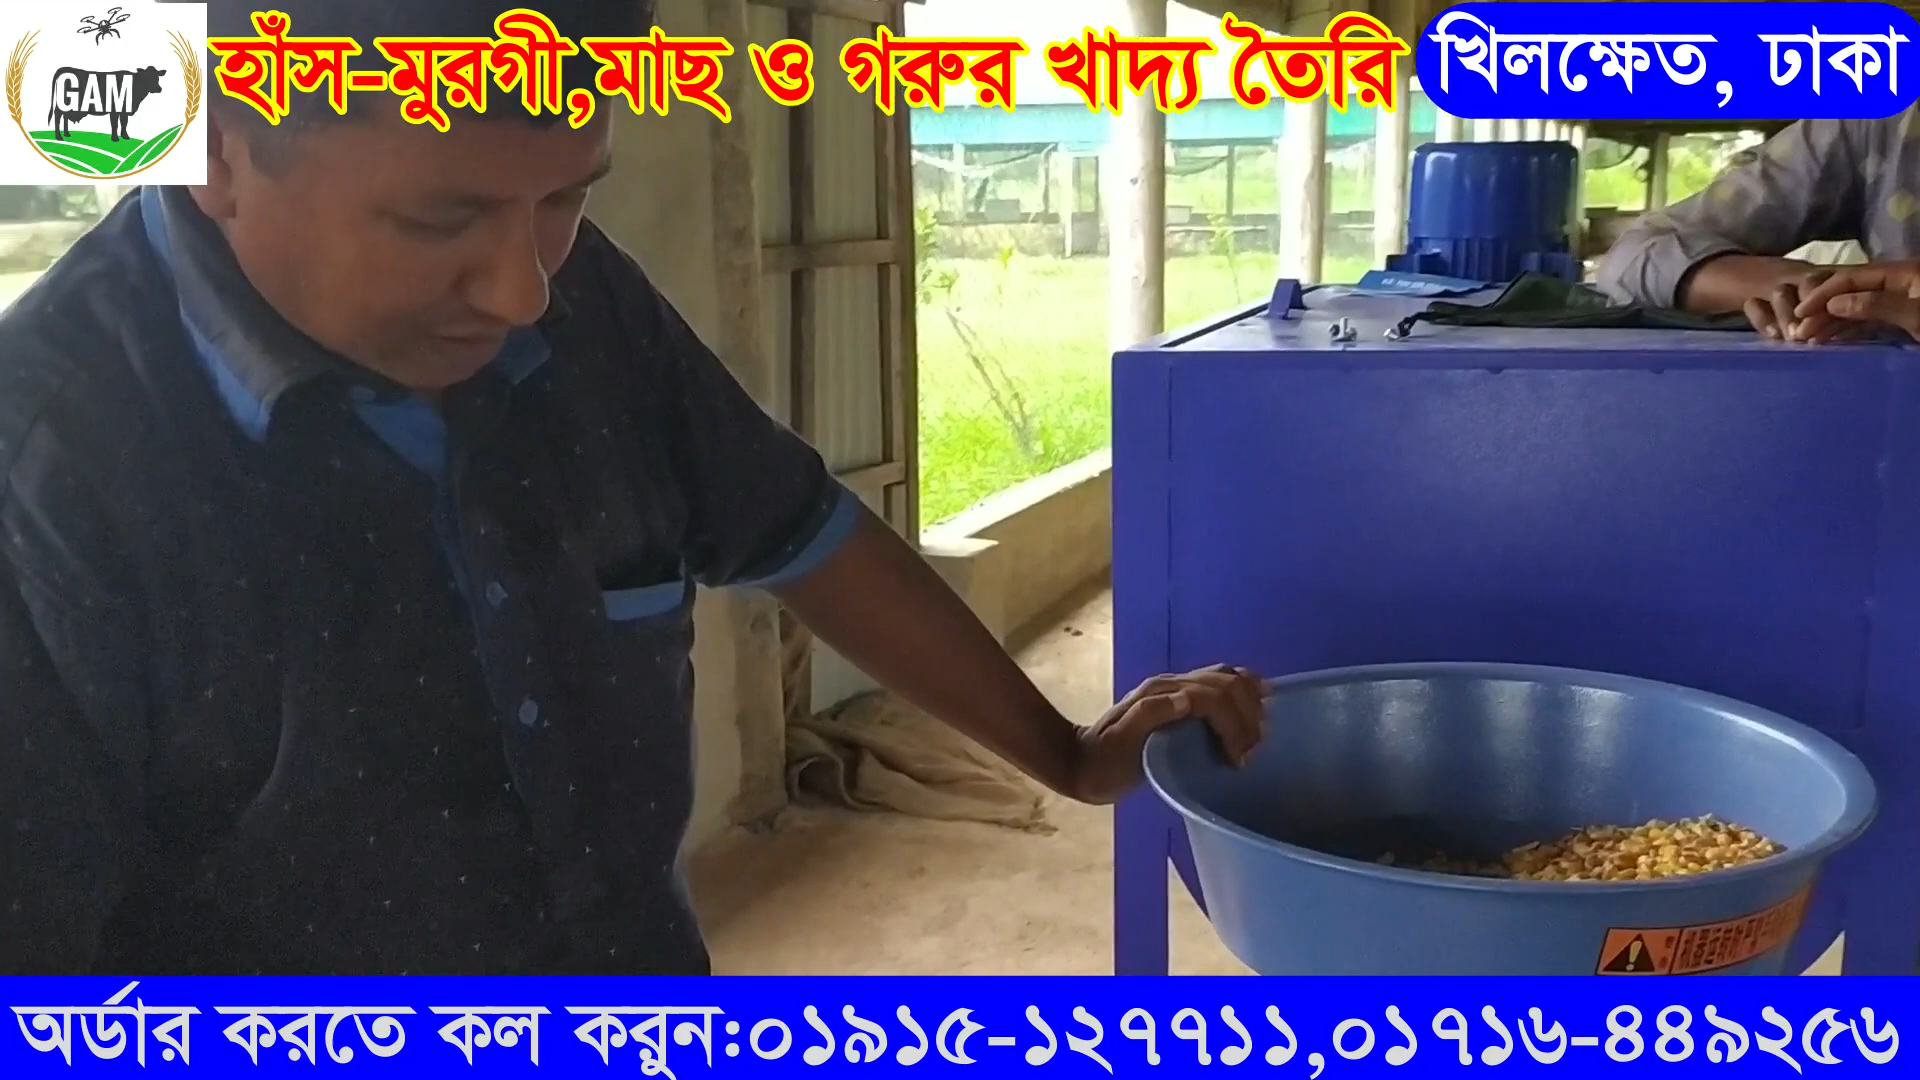 GAM
হাঁস-মুরগী,মাছ ও গরুর খাদ্য তৈরি
খিলক্ষেত, ঢাকা
অর্ডার করতে কল করুন:০১৯১৫-১২৭৭১১,০১৭১৬-৪৪৯২৫৬